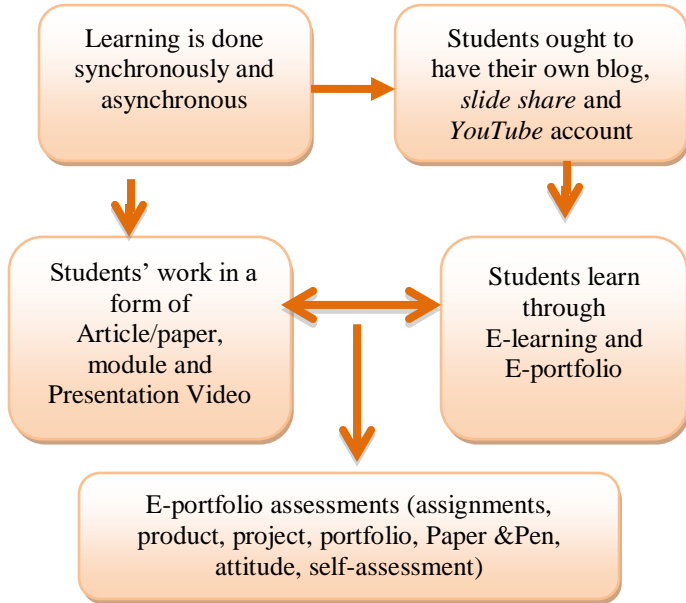 Learning is done
synchronously and
asynchronous
Students ought to
have their own blog,
slide share and
YouTube account
Students’ work in a
form of
Article/paper,
module and
Presentation Video
Students learn
through
E-learning and
E-portfolio
E-portfolio assessments (assignments,
product, project, portfolio, Paper &Pen,
attitude, self-assessment)